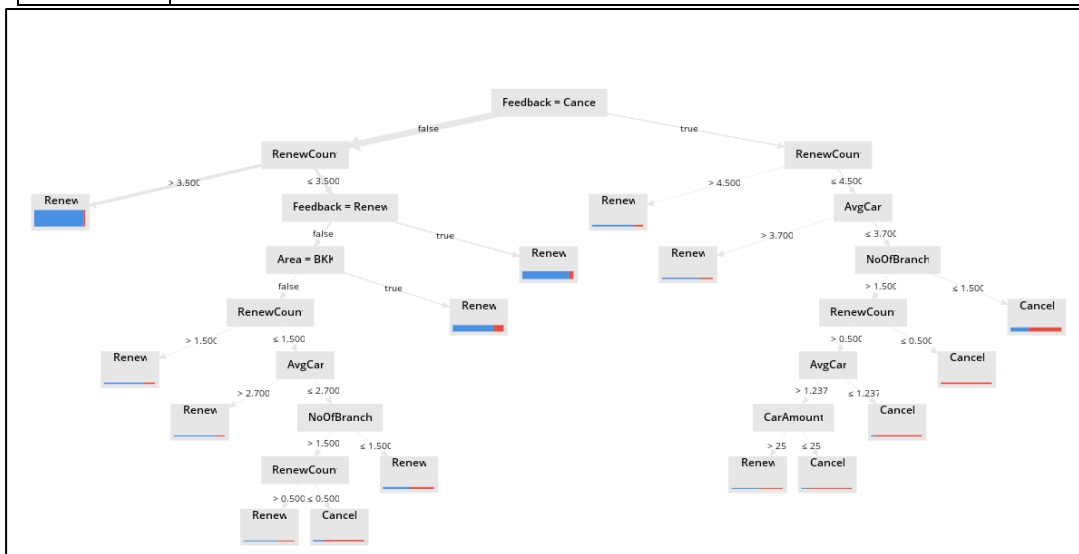 Feedback = Cance
false
true
RenewCoun
RenewCoun
> 3.500
≤ 3.500
> 4.500
≤ 4.500
Renew
Feedback = Renew
Renew
AvgCar
false
true
> 3.700
≤ 3.700
Area = BKK
Renew
Renew
NoOfBranch
false
true
> 1.500
≤ 1.500
RenewCoun
Renew
RenewCoun
Cancel
> 1.500
≤ 1.500
> 0.500
≤ 0.500
Renew
AvgCar
AvgCar
Cancel
> 2.700
≤ 2.700
> 1.237
≤ 1.237
Renew
NoOfBranch
CarAmount
Cancel
> 1.500
≤ 1.500
> 25
≤ 25
RenewCoun
Renew
Renew
Cancel
> 0.500
≤ 0.500
Renew
Cancel